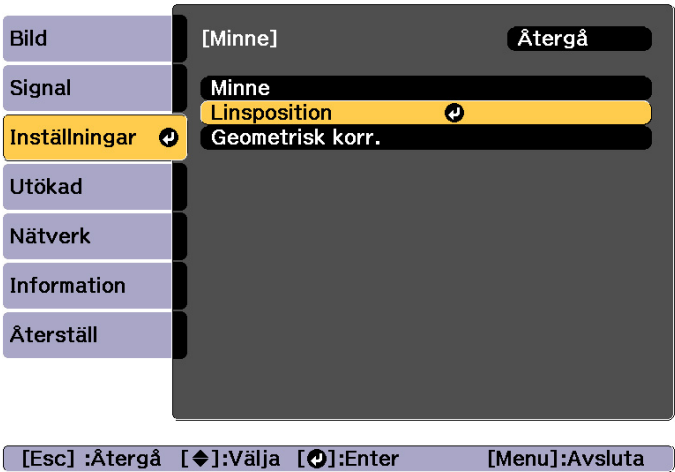 Bild
Signal
Inställningar
Utökad
Nätverk
Information
Återställ
[Minne] Återgå
Minne
Linsposition
Geometrisk korr.
[Esc] :Återgå [◆]:Välja [↵]:Enter [Menu]:Avsluta